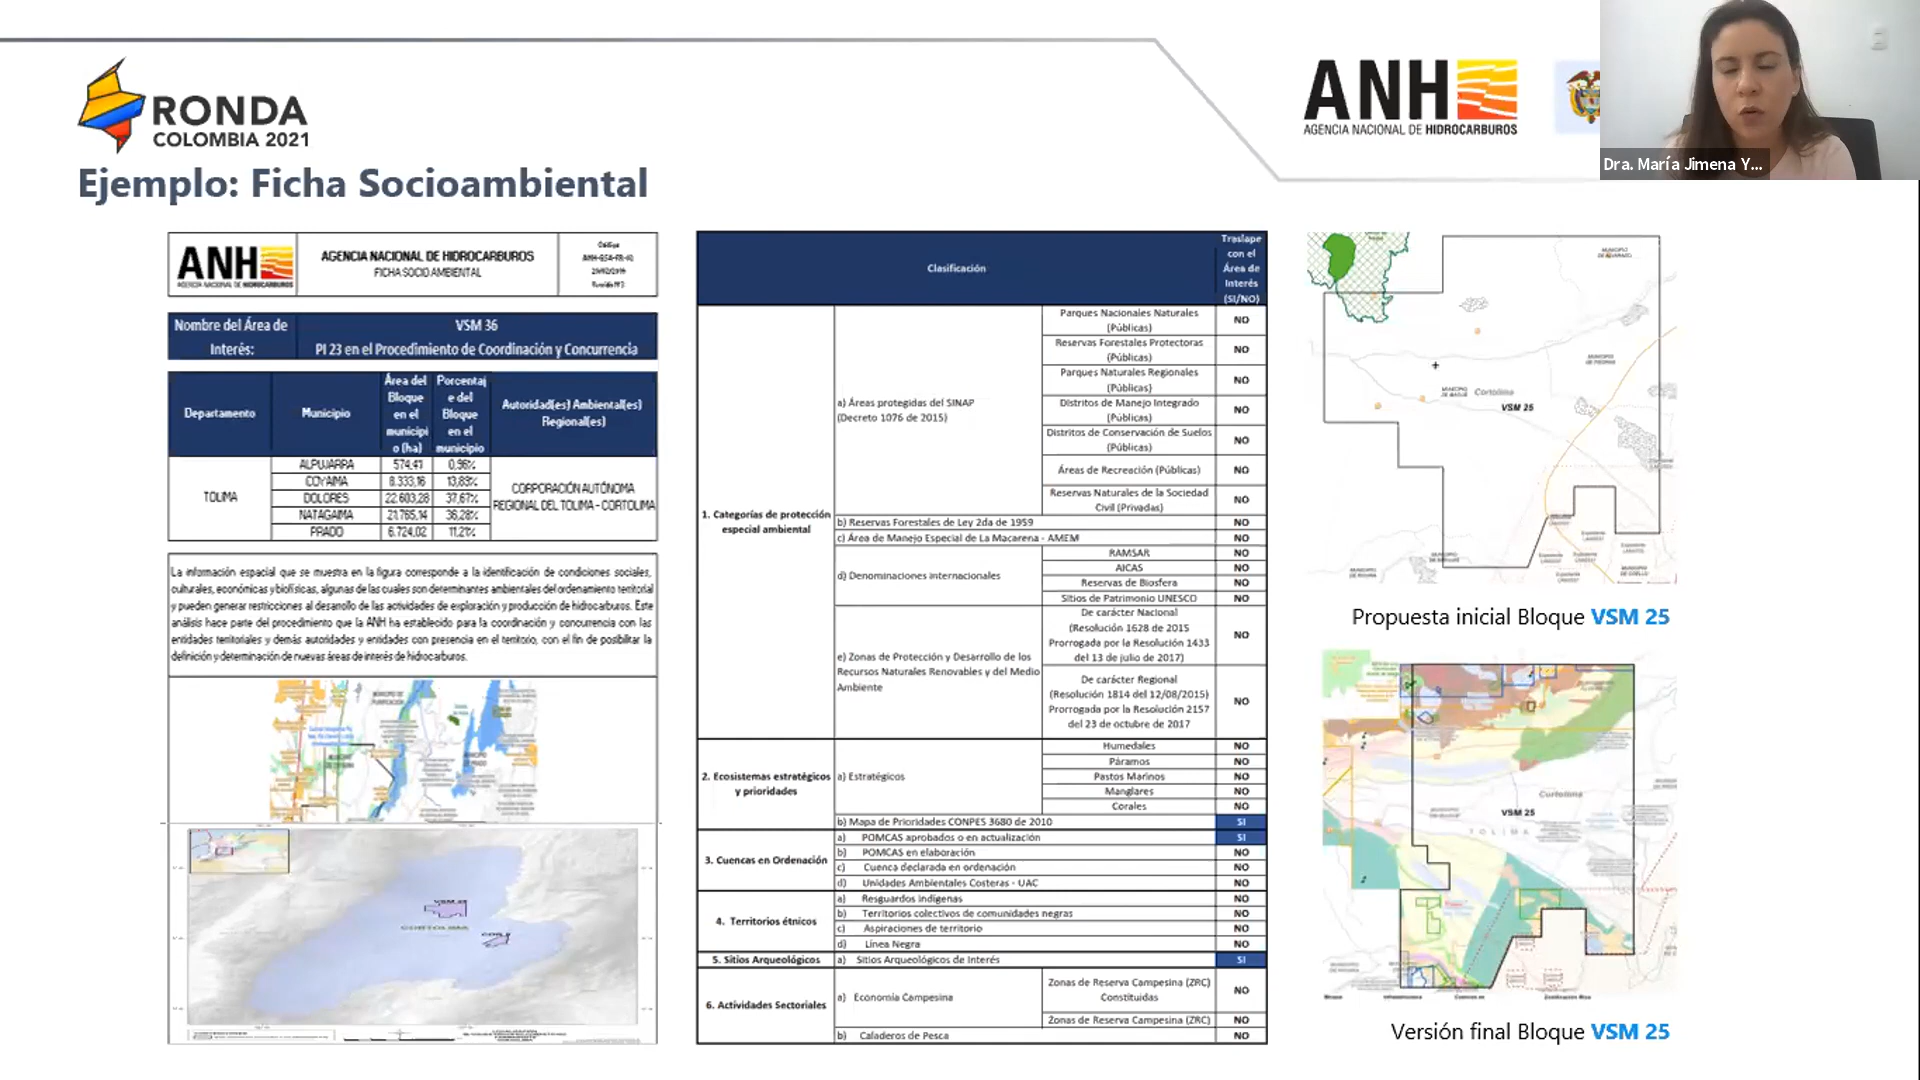 RONDA
COLOMBIA 2021
ANH
AGENCIA NACIONAL DE HIDROCARBUROS
Dra. María Jimena Y...
Ejemplo: Ficha Socioambiental
ANH
AGENCIA NACIONAL DE HIDROCARBUROS
AGENCIA NACIONAL DE HIDROCARBUROS
FICHA SOCIO AMBIENTAL
Código
Nombre del Área de
Interés:
VSM 36
PI 23 en el Procedimiento de Coordinación y Concurrencia
Departamento
Municipio
Área del
Bloque
en el
municipi
o (ha)
Porcentaj
e del
Bloque
en el
municipio
Autoridad(es) Ambiental(es)
Regional(es)
TOLIMA
ALPUJARRA 574,41 0,96%
COYAIMA 8.333,16 13,89%
DOLORES 22.603,28 37,67%
NATAGAIMA 21.765,14 36,28%
PRADO 6.724,02 11,21%
CORPORACIÓN AUTÓNOMA
REGIONAL DEL TOLIMA - CORTOLIMA
La información espacial que se muestra en la figura corresponde a la identificación de condiciones sociales,
culturales, económicas y biofísicas, algunas de las cuales son determinantes ambientales del ordenamiento territorial
y pueden generar restricciones al desarollo de las actividades de exploración y producción de hidrocarburos. Este
análisis hace parte del procedimiento que la ANH ha establecido para la coordinación y concurrencia con las
entidades territoriales y demás autoridades y entidades con presencia en el territorio, con el fin de posibilitar la
definición y determinación de nuevas áreas de interés de hidrocarburos.
CORTOLIMA
Clasificación
Traslape
con el
Área de
Interés
(SI/NO)
1. Categorías de protección
especial ambiental
a) Áreas protegidas del SINAP
(Decreto 1076 de 2015)
Parques Nacionales Naturales
(Públicas)
NO
Reservas Forestales Protectoras
(Públicas)
NO
Parques Naturales Regionales
(Públicas)
NO
Distritos de Manejo Integrado
(Públicas)
NO
Distritos de Conservación de Suelos
(Públicas)
NO
Áreas de Recreación (Públicas) NO
Reservas Naturales de la Sociedad
Civil (Privadas)
NO
b) Reservas Forestales de Ley 2da de 1959 NO
c) Área de Manejo Especial de La Macarena - AMEM NO
d) Denominaciones internacionales
RAMSAR NO
AICAS NO
Reservas de Biosfera NO
Sitios de Patrimonio UNESCO NO
e) Zonas de Protección y Desarrollo de los
Recursos Naturales Renovables y del Medio
Ambiente
De carácter Nacional
(Resolución 1628 de 2015
Prorrogada por la Resolución 1433
del 13 de julio de 2017)
NO
De carácter Regional
(Resolución 1814 del 12/08/2015)
Prorrogada por la Resolución 2157
del 23 de octubre de 2017
NO
2. Ecosistemas estratégicos
y prioridades
a) Estratégicos
Humedales NO
Páramos NO
Pastos Marinos NO
Manglares NO
Corales NO
b) Mapa de Prioridades CONPES 3680 de 2010 SI
3. Cuencas en Ordenación
a) POMCAS aprobados o en actualización SI
b) POMCAS en elaboración NO
c) Cuenca declarada en ordenación NO
d) Unidades Ambientales Costeras - UAC NO
4. Territorios étnicos
a) Resguardos indígenas NO
b) Territorios colectivos de comunidades negras NO
c) Aspiraciones de territorio NO
d) Línea Negra NO
5. Sitios Arqueológicos a) Sitios Arqueológicos de Interés SI
6. Actividades Sectoriales
a) Economía Campesina
Zonas de Reserva Campesina (ZRC)
Constituidas
NO
Zonas de Reserva Campesina (ZRC) NO
b) Caladeros de Pesca NO
Cortolima
VSM 25
Propuesta inicial Bloque VSM 25
Cortolima
VSM 25
TOLIMA
Versión final Bloque VSM 25